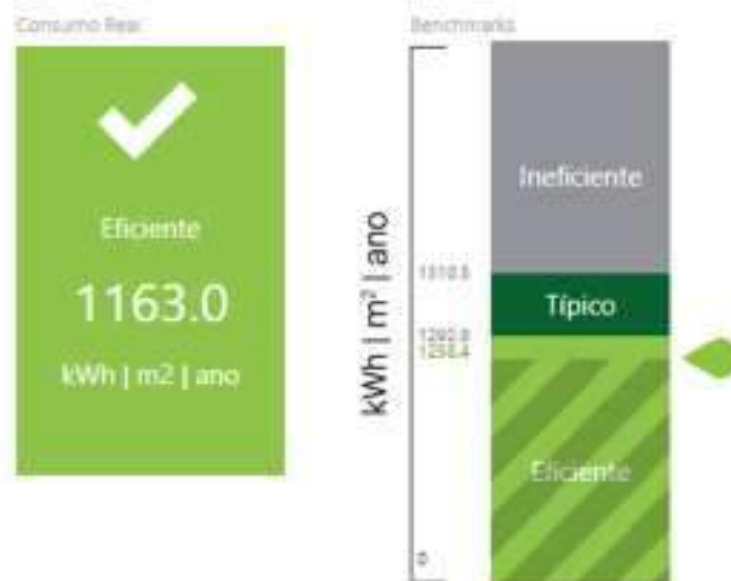 Consumo Real
Eficiente
1163.0
kWh | m2 | ano
Benchmarks
kWh | m² | ano
Ineficiente
Típico
Eficiente
0